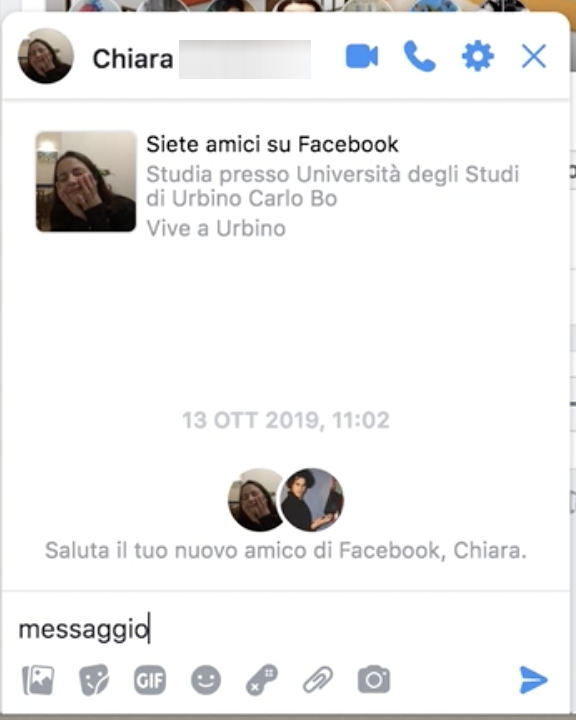 Chiara
Siete amici su Facebook
Studia presso Università degli Studi
di Urbino Carlo Bo
Vive a Urbino
13 OTT 2019, 11:02
Saluta il tuo nuovo amico di Facebook, Chiara.
messaggio
GIF